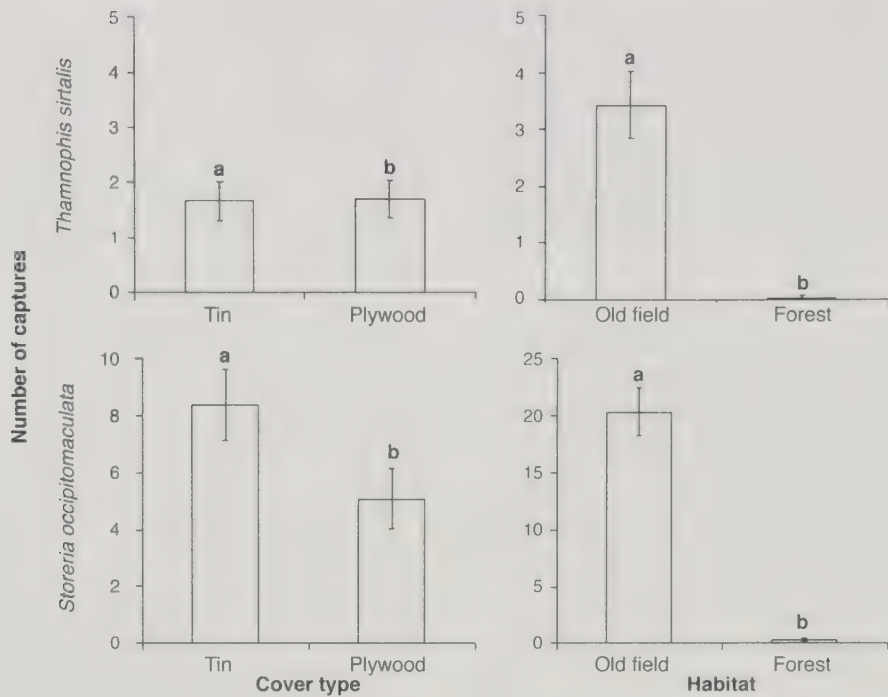 Number of captures
Thamnophis sirtalis
5
4
3
2
1
0
a
b
Tin
Plywood
5
4
3
2
1
0
a
b
Old field
Forest
Storeria occipitomaculata
10
8
6
4
2
0
a
b
Tin
Plywood
Cover type
25
20
15
10
5
0
a
b
Old field
Forest
Habitat